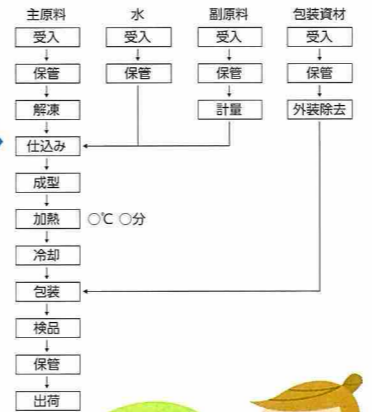 主原料 水 副原料 包装資材
受入 受入 受入 受入
保管 保管 保管 保管
解凍 計量 外装除去
仕込み
成型
加熱 ○℃ ○分
冷却
包装
検品
保管
出荷